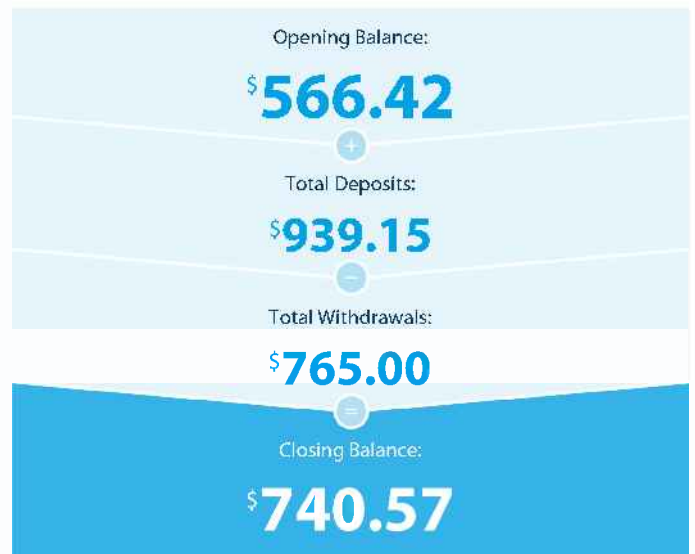 Opening Balance:
$566.42
+
Total Deposits:
$939.15
−
Total Withdrawals:
$765.00
=
Closing Balance:
$740.57